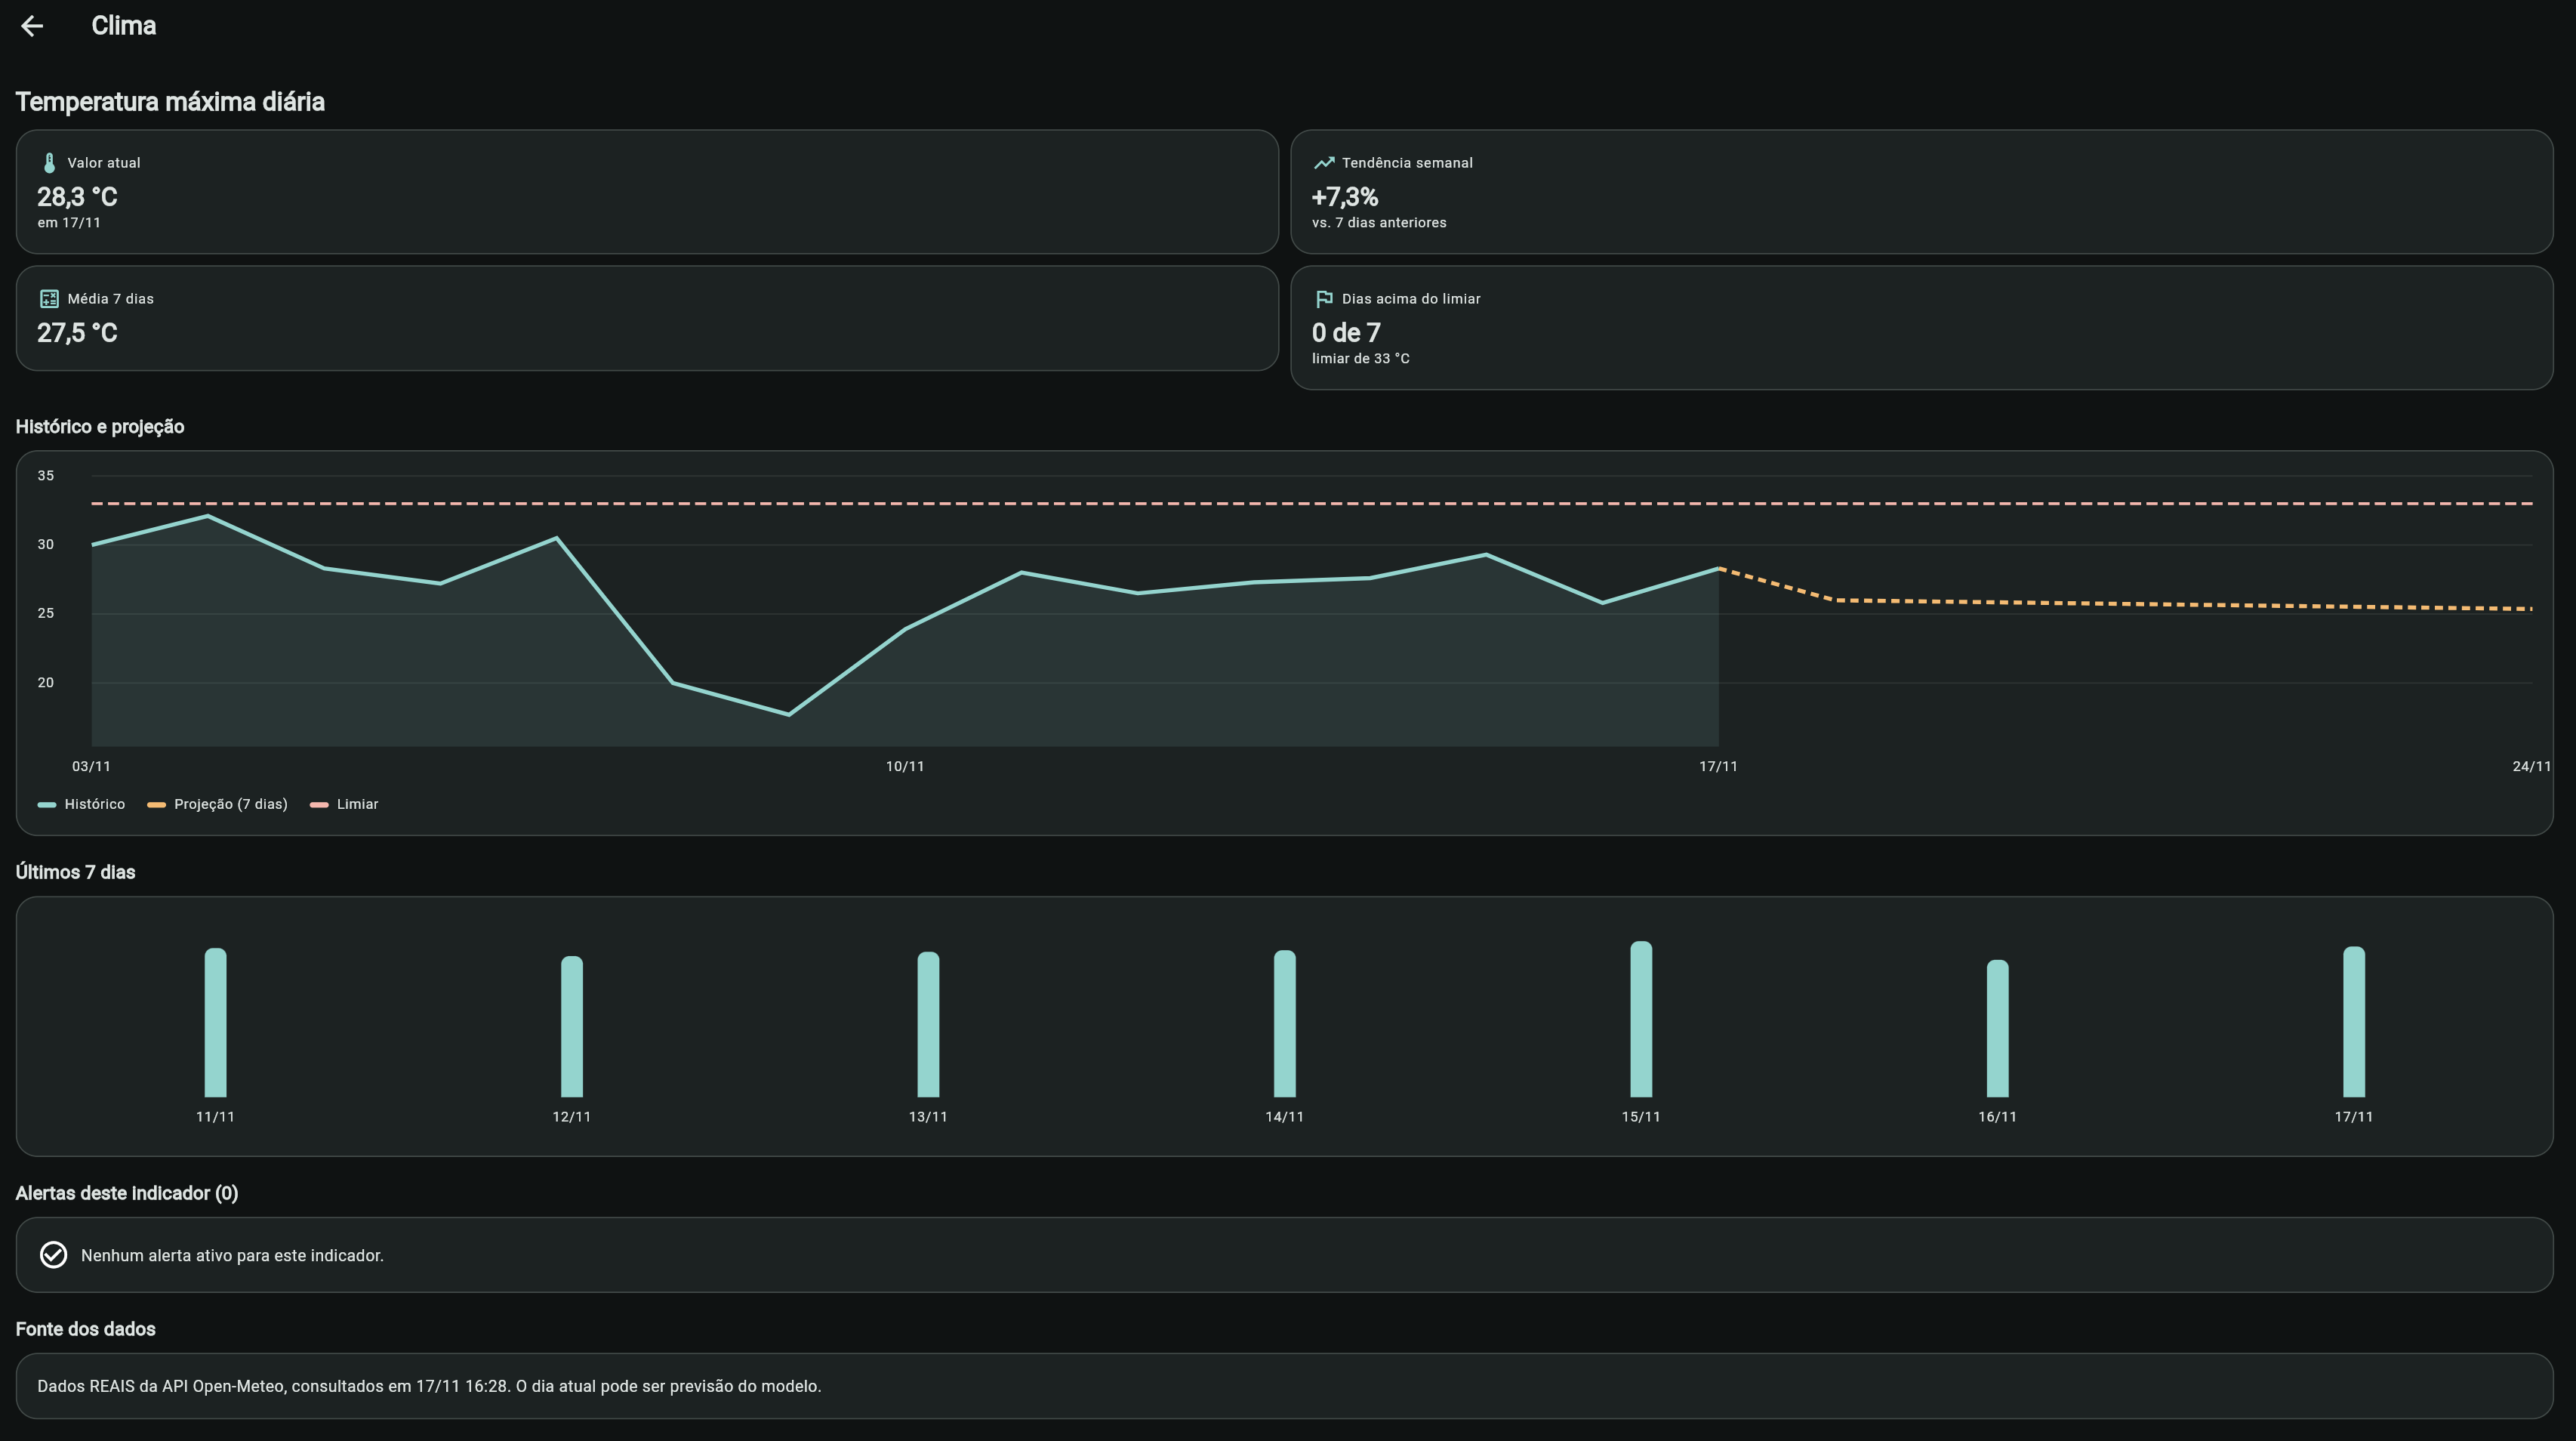 Clima
Temperatura máxima diária
Valor atual
28,3 °C
em 17/11
Tendência semanal
+7,3%
vs. 7 dias anteriores
Média 7 dias
27,5 °C
Dias acima do limiar
0 de 7
limiar de 33 °C
Histórico e projeção
35
30
25
20
03/11 10/11 17/11 24/11
Histórico Projeção (7 dias) Limiar
Últimos 7 dias
11/11 12/11 13/11 14/11 15/11 16/11 17/11
Alertas deste indicador (0)
Nenhum alerta ativo para este indicador.
Fonte dos dados
Dados REAIS da API Open-Meteo, consultados em 17/11 16:28. O dia atual pode ser previsão do modelo.